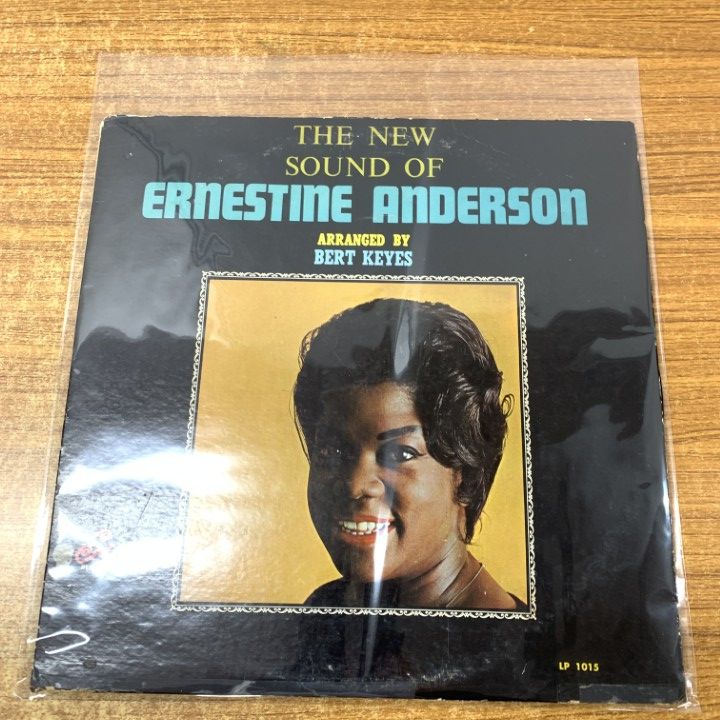 THE NEW
SOUND OF
ERNESTINE ANDERSON
ARRANGED BY
BERT KEYES
LP 1015